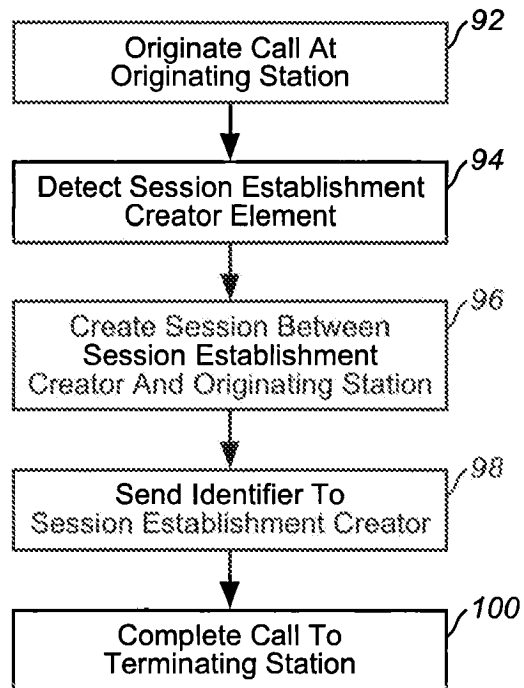 92
Originate Call At
Originating Station
94
Detect Session Establishment
Creator Element
96
Create Session Between
Session Establishment
Creator And Originating Station
98
Send Identifier To
Session Establishment Creator
100
Complete Call To
Terminating Station